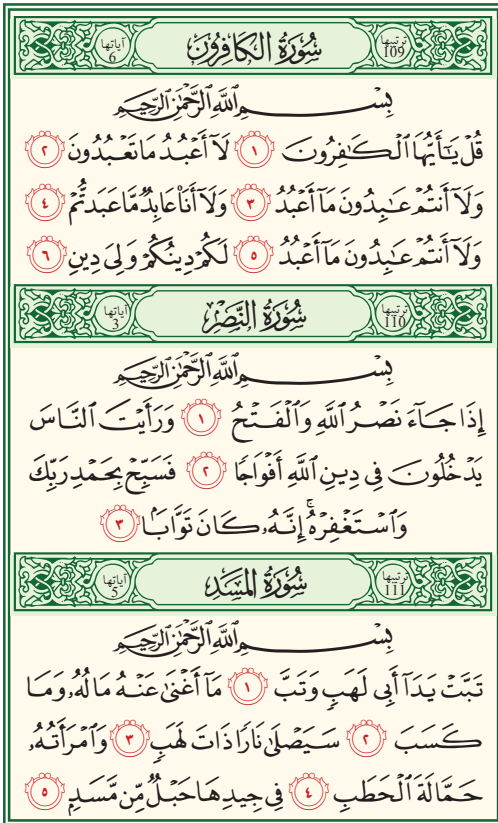 ترتيبها 109 سُورَةُ الكَافِرُونَ آياتها 6
بِسْمِ ٱللَّهِ ٱلرَّحْمَٰنِ ٱلرَّحِيمِ
قُلْ يَٰٓأَيُّهَا ٱلْكَٰفِرُونَ ١ لَآ أَعْبُدُ مَا تَعْبُدُونَ ٢
وَلَآ أَنتُمْ عَٰبِدُونَ مَآ أَعْبُدُ ٣ وَلَآ أَنَا۠ عَابِدٌ مَّا عَبَدتُّمْ ٤
وَلَآ أَنتُمْ عَٰبِدُونَ مَآ أَعْبُدُ ٥ لَكُمْ دِينُكُمْ وَلِيَ دِينِ ٦
ترتيبها 110 سُورَةُ النَّصْرِ آياتها 3
بِسْمِ ٱللَّهِ ٱلرَّحْمَٰنِ ٱلرَّحِيمِ
إِذَا جَآءَ نَصْرُ ٱللَّهِ وَٱلْفَتْحُ ١ وَرَأَيْتَ ٱلنَّاسَ
يَدْخُلُونَ فِى دِينِ ٱللَّهِ أَفْوَاجًا ٢ فَسَبِّحْ بِحَمْدِ رَبِّكَ
وَٱسْتَغْفِرْهُ ۚ إِنَّهُۥ كَانَ تَوَّابًۢا ٣
ترتيبها 111 سُورَةُ المَسَدِ آياتها 5
بِسْمِ ٱللَّهِ ٱلرَّحْمَٰنِ ٱلرَّحِيمِ
تَبَّتْ يَدَآ أَبِى لَهَبٍ وَتَبَّ ١ مَآ أَغْنَىٰ عَنْهُ مَالُهُۥ وَمَا
كَسَبَ ٢ سَيَصْلَىٰ نَارًا ذَاتَ لَهَبٍ ٣ وَٱمْرَأَتُهُۥ
حَمَّالَةَ ٱلْحَطَبِ ٤ فِى جِيدِهَا حَبْلٌ مِّن مَّسَدٍۭ ٥